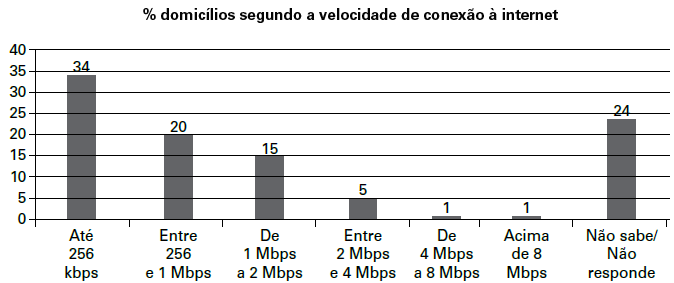 % domicílios segundo a velocidade de conexão à internet
40
35
30
25
20
15
10
5
0
34
20
15
5
1
1
24
Até
256
kbps
Entre
256
e 1 Mbps
De
1 Mbps
a 2 Mbps
Entre
2 Mbps
e 4 Mbps
De
4 Mbps
a 8 Mbps
Acima
de 8
Mbps
Não sabe/
Não
responde